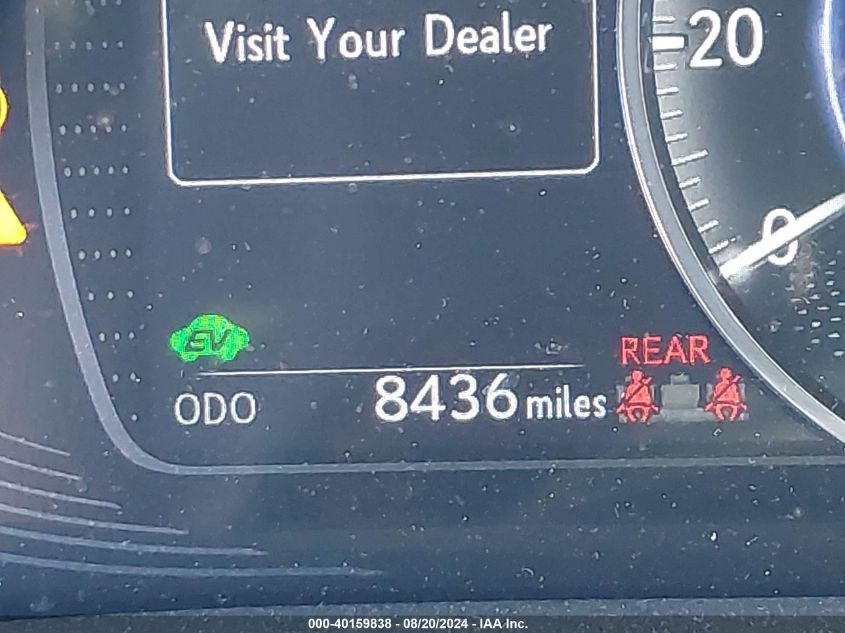 Visit Your Dealer
20
0
EV
REAR
ODO 8436 miles
000-40159838 - 08/20/2024 - IAA Inc.